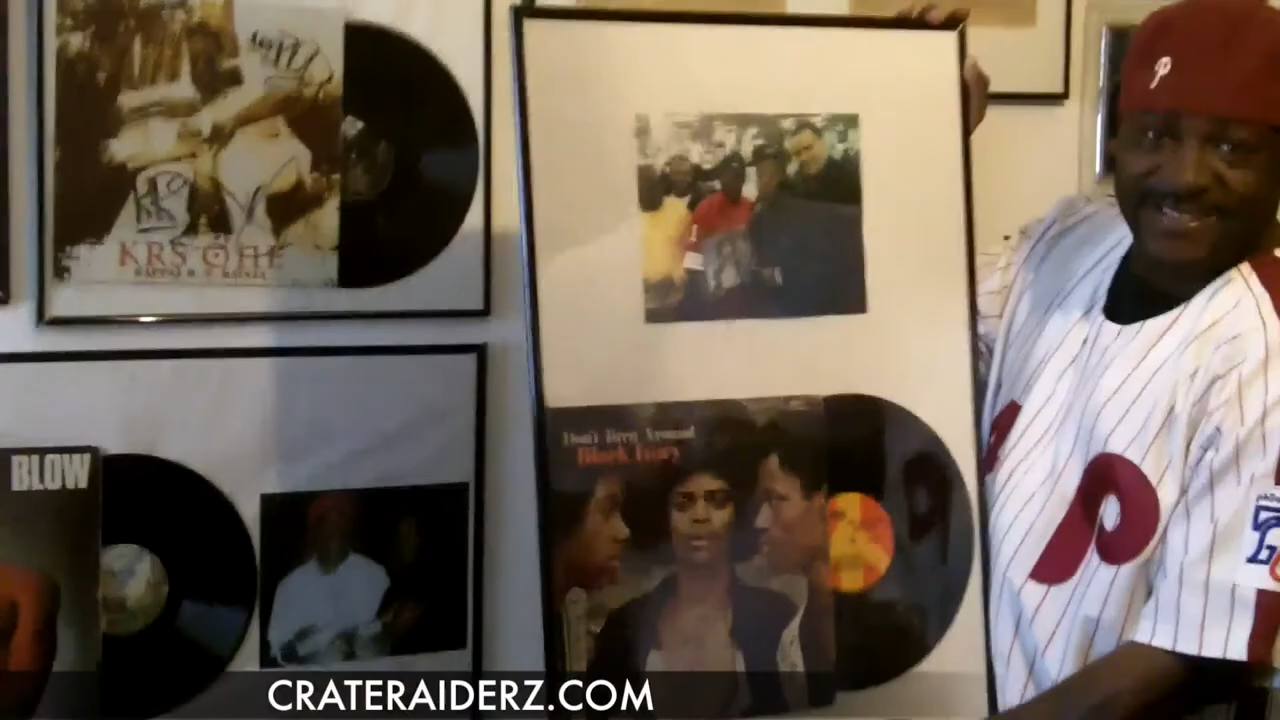 KRS ONE
BLOW
Don't Turn Around
Black Ivory
P
P
CRATERAIDERZ.COM